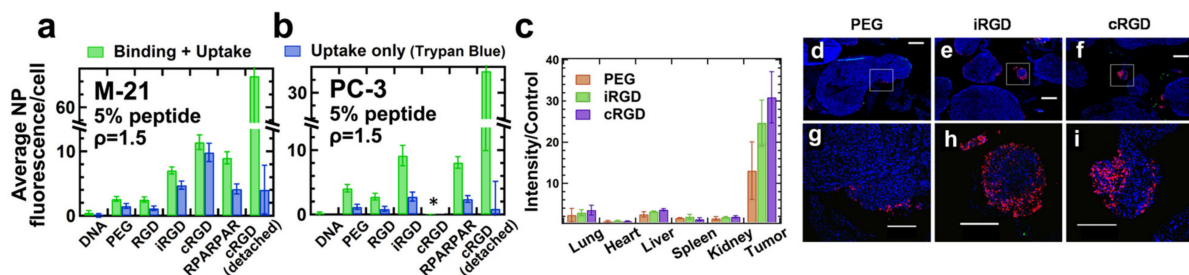 a
Binding + Uptake
Uptake only (Trypan Blue)
Average NP
fluorescence/cell
60
10
0
M-21
5% peptide
ρ=1.5
DNA
PEG
RGD
iRGD
cRGD
RPARPAR
cRGD
(detached)
b
30
10
0
PC-3
5% peptide
ρ=1.5
*
DNA
PEG
RGD
iRGD
cRGD
RPARPAR
cRGD
(detached)
c
Intensity/Control
40
30
20
10
PEG
iRGD
cRGD
Lung
Heart
Liver
Spleen
Kidney
Tumor
PEG
iRGD
cRGD
d
e
f
g
h
i